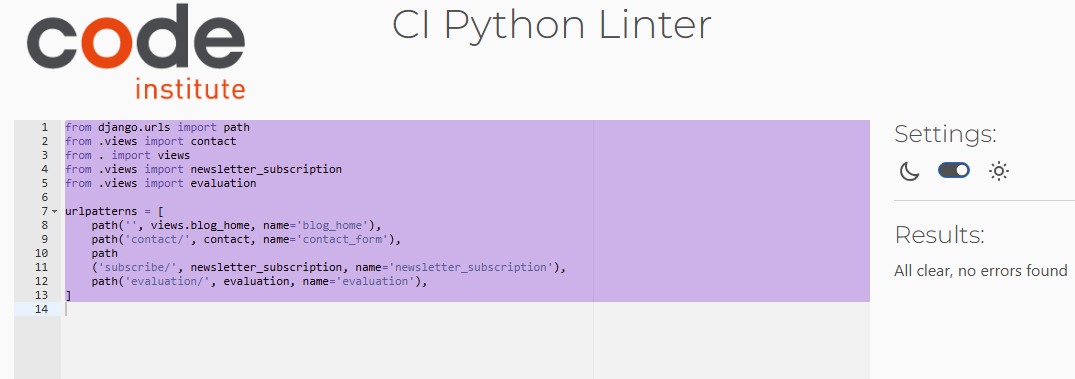 code
institute
CI Python Linter
1 from django.urls import path
2 from .views import contact
3 from . import views
4 from .views import newsletter_subscription
5 from .views import evaluation
6
7 urlpatterns = [
8     path('', views.blog_home, name='blog_home'),
9     path('contact/', contact, name='contact_form'),
10     path
11     ('subscribe/', newsletter_subscription, name='newsletter_subscription'),
12     path('evaluation/', evaluation, name='evaluation'),
13 ]
14
Settings:
Results:
All clear, no errors found